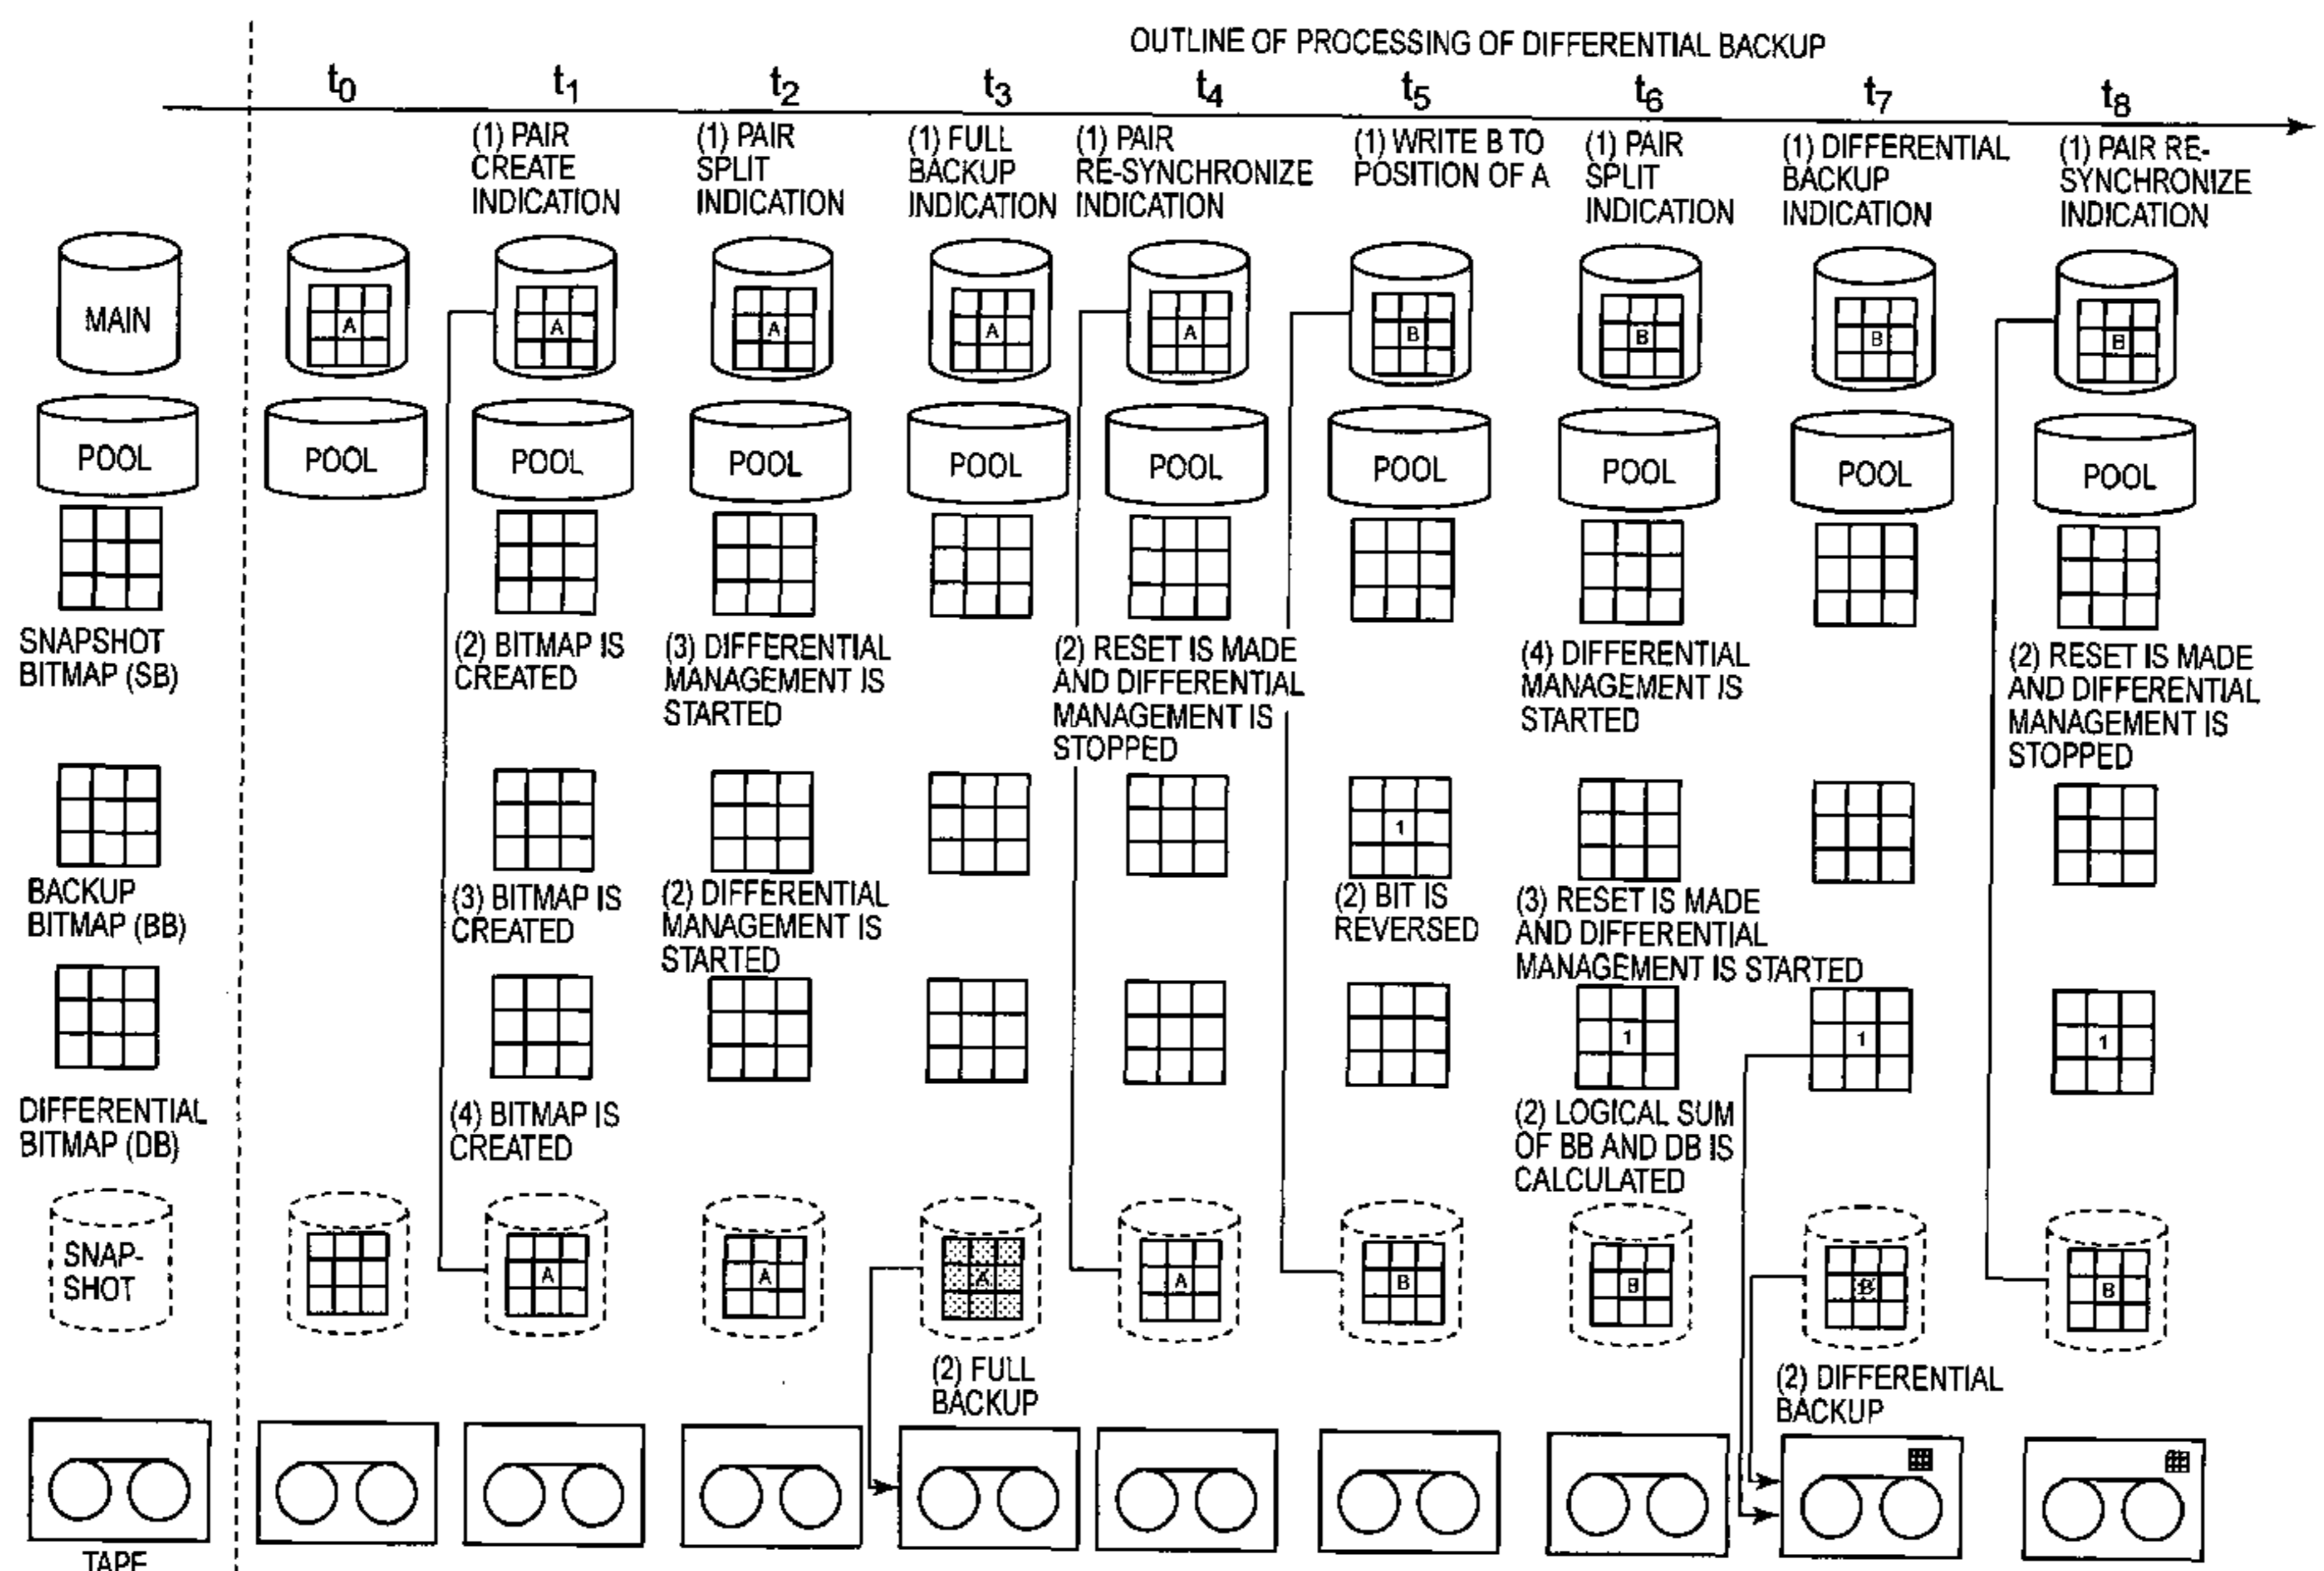 OUTLINE OF PROCESSING OF DIFFERENTIAL BACKUP
t0 t1 t2 t3 t4 t5 t6 t7 t8
(1) PAIR
CREATE
INDICATION
(1) PAIR
SPLIT
INDICATION
(1) FULL
BACKUP
INDICATION
(1) PAIR
RE-SYNCHRONIZE
INDICATION
(1) WRITE B TO
POSITION OF A
(1) PAIR
SPLIT
INDICATION
(1) DIFFERENTIAL
BACKUP
INDICATION
(1) PAIR RE-
SYNCHRONIZE
INDICATION
MAIN
A A A A A B B B B
POOL POOL POOL POOL POOL POOL POOL POOL POOL POOL
SNAPSHOT
BITMAP (SB)
(2) BITMAP IS
CREATED
(3) DIFFERENTIAL
MANAGEMENT IS
STARTED
(2) RESET IS MADE
AND DIFFERENTIAL
MANAGEMENT IS
STOPPED
(4) DIFFERENTIAL
MANAGEMENT IS
STARTED
(2) RESET IS MADE
AND DIFFERENTIAL
MANAGEMENT IS
STOPPED
1
BACKUP
BITMAP (BB)
(3) BITMAP IS
CREATED
(2) DIFFERENTIAL
MANAGEMENT IS
STARTED
(2) BIT IS
REVERSED
(3) RESET IS MADE
AND DIFFERENTIAL
MANAGEMENT IS STARTED
1 1 1
DIFFERENTIAL
BITMAP (DB)
(4) BITMAP IS
CREATED
(2) LOGICAL SUM
OF BB AND DB IS
CALCULATED
SNAP-
SHOT
A A A A B B B B
(2) FULL
BACKUP
(2) DIFFERENTIAL
BACKUP
TAPE